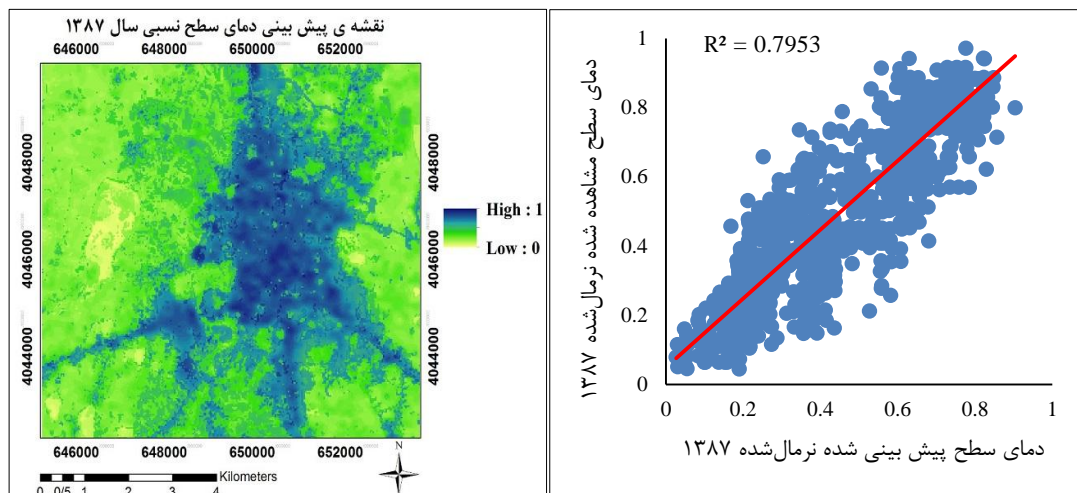 نقشه ی پیش بینی دمای سطح نسبی سال ۱۳۸۷
646000 648000 650000 652000
4048000
4046000
4044000
4048000
4046000
4044000
High : 1
Low : 0
646000 648000 650000 652000
N
Kilometers
0 0/5 1 2 3 4
R² = 0.7953
1
0.8
0.6
0.4
0.2
0
0 0.2 0.4 0.6 0.8 1
دمای سطح مشاهده شده نرمال‌شده ۱۳۸۷
دمای سطح پیش بینی شده نرمال‌شده ۱۳۸۷